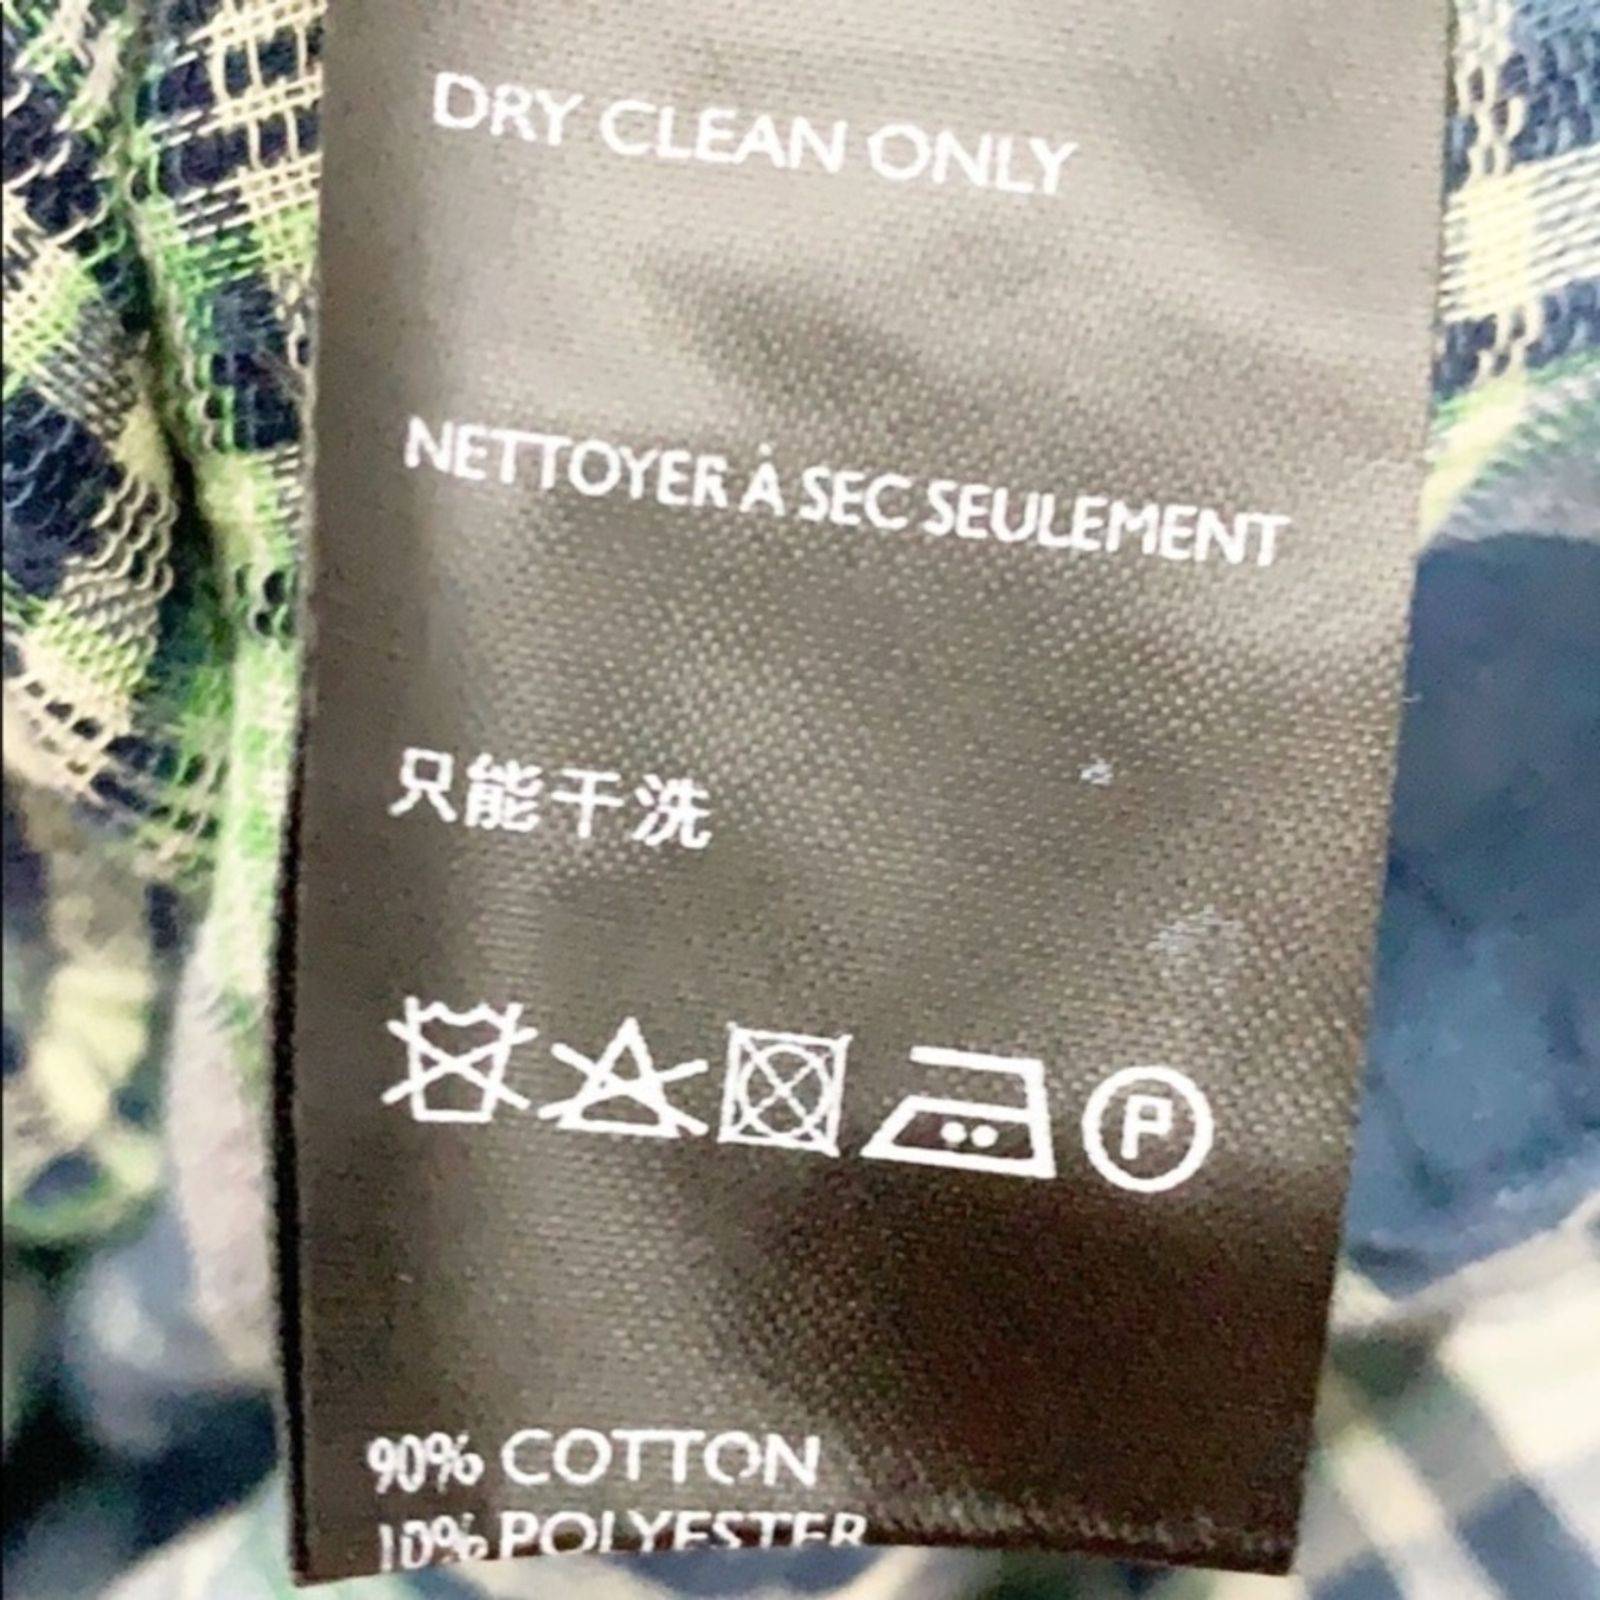 DRY CLEAN ONLY
NETTOYER À SEC SEULEMENT
只能干洗
P
90% COTTON
10% POLYESTER